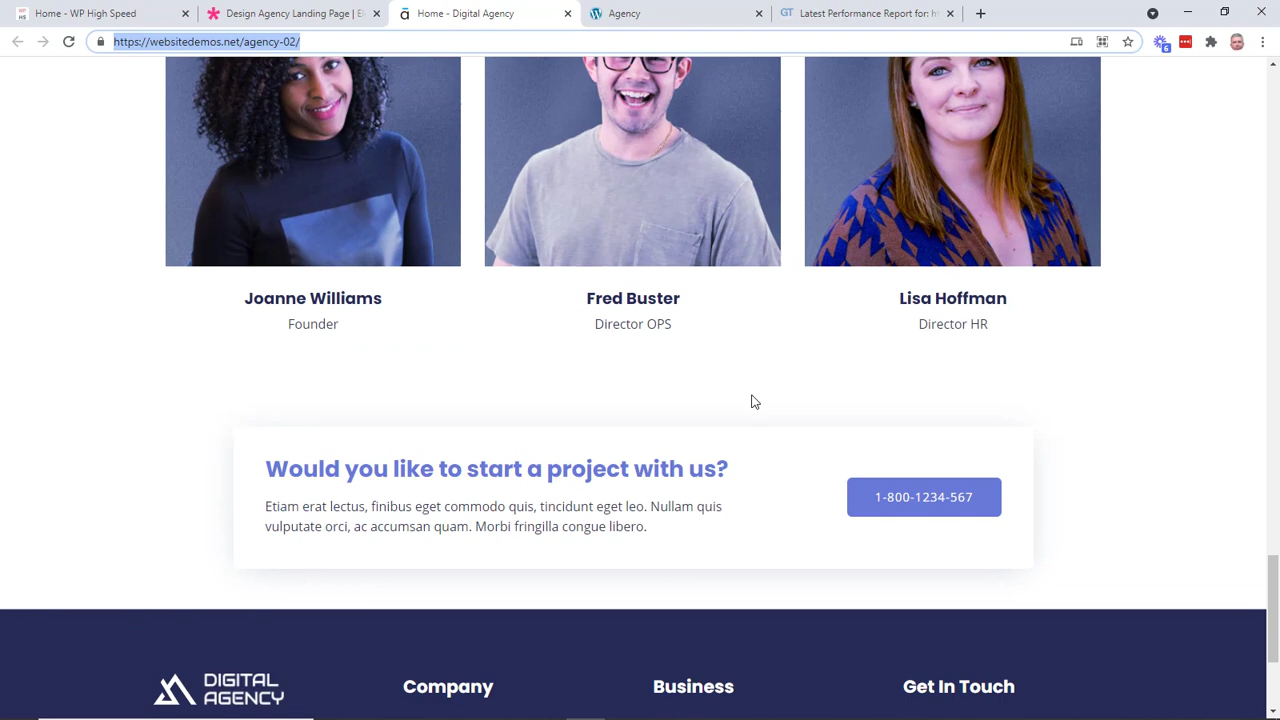 Home - WP High Speed
Design Agency Landing Page | El
Home - Digital Agency
Agency
Latest Performance Report for: h
https://websitedemos.net/agency-02/
6
Joanne Williams
Fred Buster
Lisa Hoffman
Founder
Director OPS
Director HR
Would you like to start a project with us?
Etiam erat lectus, finibus eget commodo quis, tincidunt eget leo. Nullam quis
vulputate orci, ac accumsan quam. Morbi fringilla congue libero.
1-800-1234-567
DIGITAL
AGENCY
Company
Business
Get In Touch